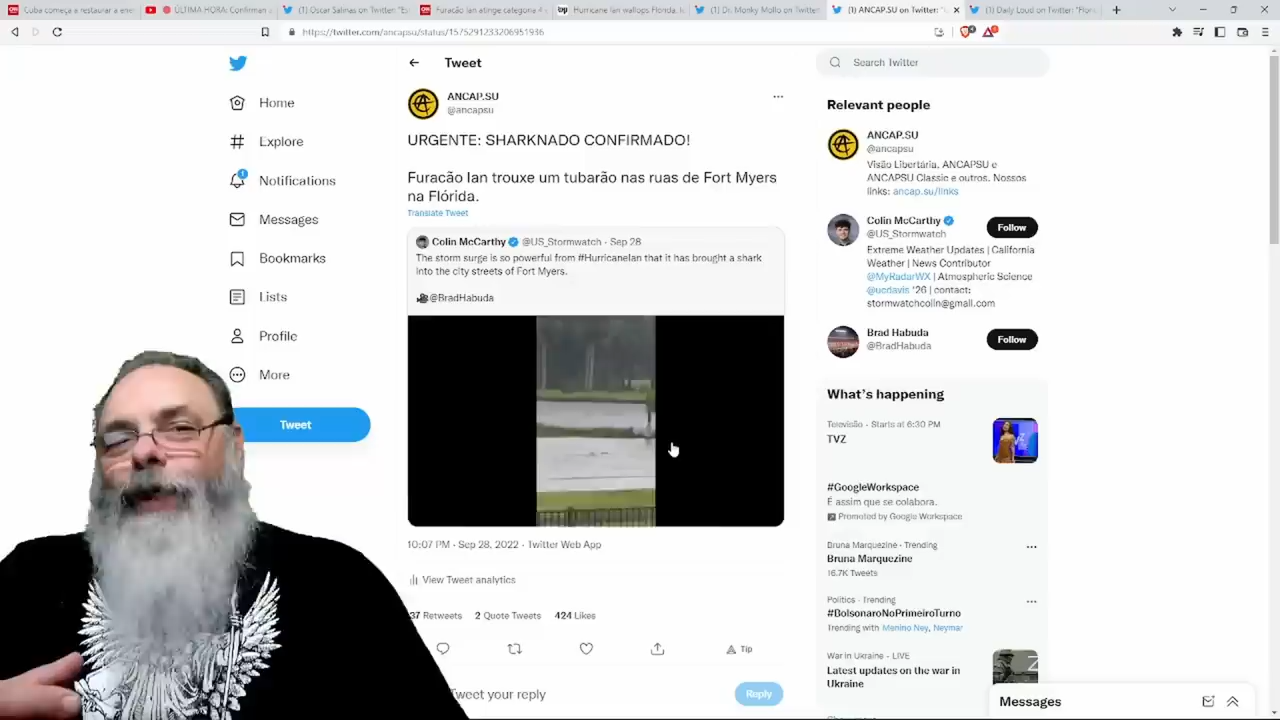 Cuba começa a restaurar a ene
ÚLTIMA HORA: Confirman
(1) Oscar Salinas on Twitter: "Es
Furacão Ian atinge categoria 4
Hurricane Ian wallops Florida, l
(1) Dr. Monky Mollo on Twitter
(1) ANCAP.SU on Twitter: "
(1) Daily Loud on Twitter: "Flori
https://twitter.com/ancapsu/status/1575291233206951936
Home
Explore
Notifications
Messages
Bookmarks
Lists
Profile
More
Tweet
Tweet
ANCAP.SU
@ancapsu
URGENTE: SHARKNADO CONFIRMADO!
Furacão Ian trouxe um tubarão nas ruas de Fort Myers
na Flórida.
Translate Tweet
Colin McCarthy @US_Stormwatch · Sep 28
The storm surge is so powerful from #HurricaneIan that it has brought a shark
into the city streets of Fort Myers.
@BradHabuda
10:07 PM · Sep 28, 2022 · Twitter Web App
View Tweet analytics
37 Retweets 2 Quote Tweets 424 Likes
Tip
Tweet your reply
Reply
Search Twitter
Relevant people
ANCAP.SU
@ancapsu
Visão Libertária, ANCAPSU e
ANCAPSU Classic e outros. Nossos
links: ancap.su/links
Colin McCarthy
@US_Stormwatch
Follow
Extreme Weather Updates | California
Weather | News Contributor
@MyRadarWX | Atmospheric Science
@ucdavis '26 | contact:
stormwatchcolin@gmail.com
Brad Habuda
@BradHabuda
Follow
What's happening
Televisão · Starts at 6:30 PM
TVZ
#GoogleWorkspace
É assim que se colabora.
Promoted by Google Workspace
Bruna Marquezine · Trending
Bruna Marquezine
16.7K Tweets
Politics · Trending
#BolsonaroNoPrimeiroTurno
Trending with Menino Ney, Neymar
War in Ukraine · LIVE
Latest updates on the war in
Ukraine
Messages